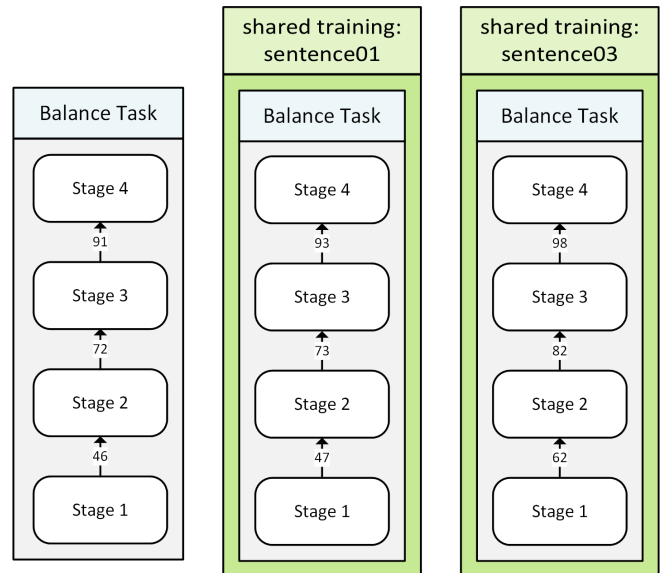 Balance Task
Stage 4
91
Stage 3
72
Stage 2
46
Stage 1
shared training:
sentence01
Balance Task
Stage 4
93
Stage 3
73
Stage 2
47
Stage 1
shared training:
sentence03
Balance Task
Stage 4
98
Stage 3
82
Stage 2
62
Stage 1